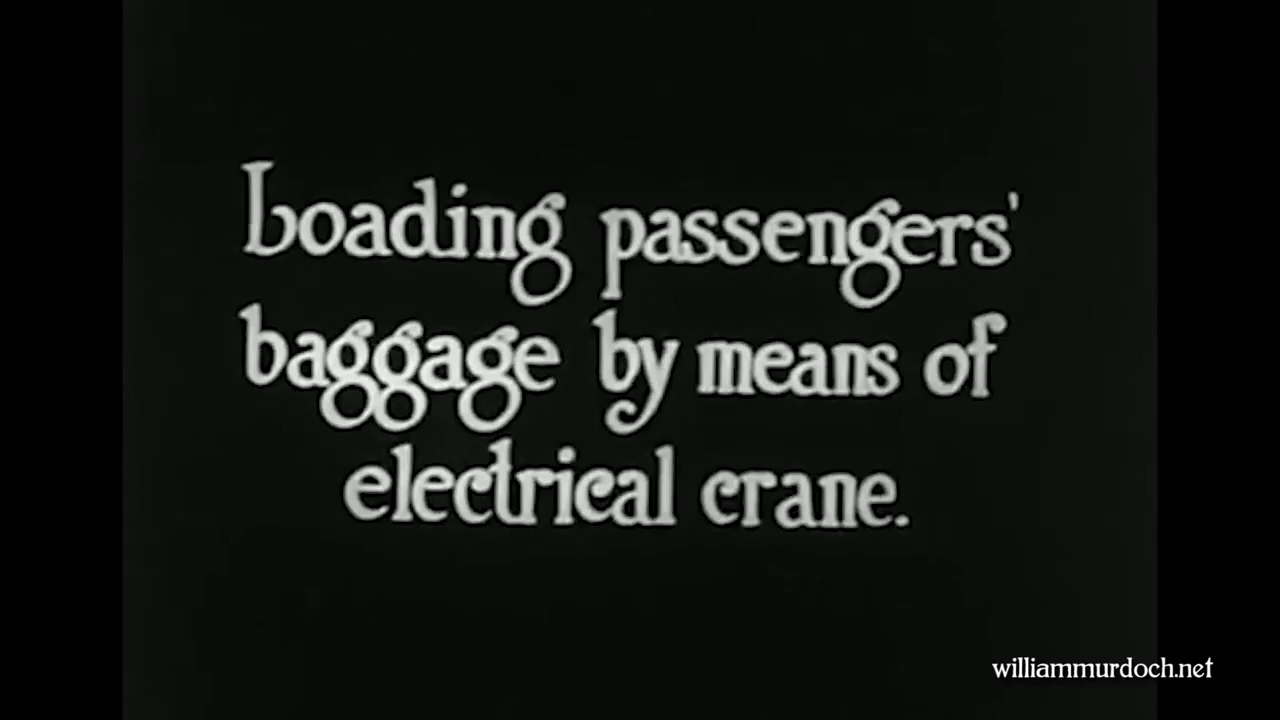 Loading passengers'
baggage by means of
electrical crane.
williammurdoch.net